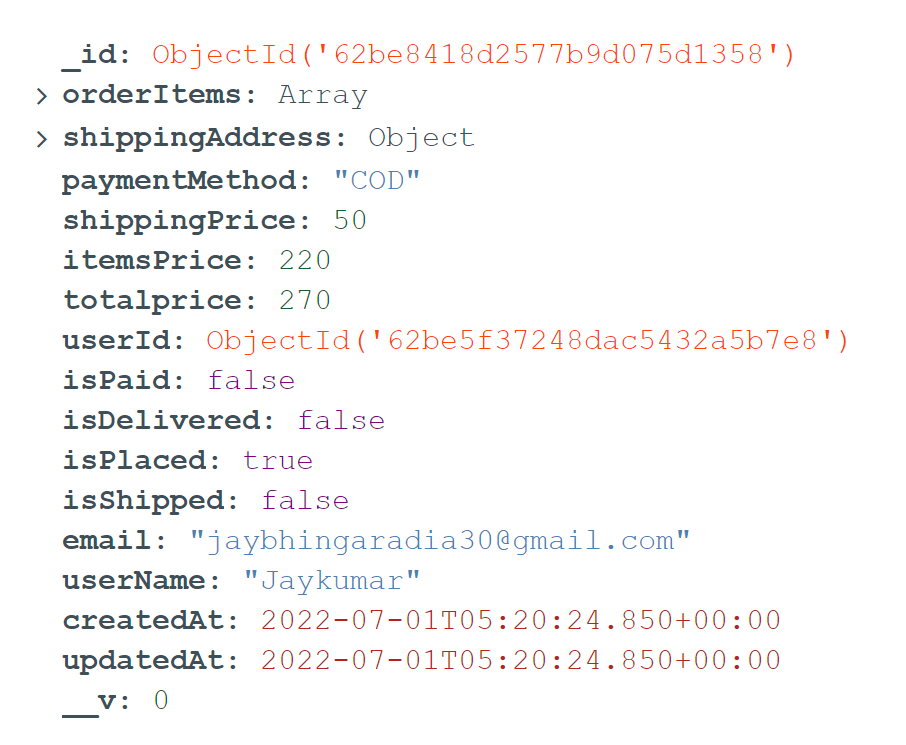 _id: ObjectId('62be8418d2577b9d075d1358')
> orderItems: Array
> shippingAddress: Object
paymentMethod: "COD"
shippingPrice: 50
itemsPrice: 220
totalprice: 270
userId: ObjectId('62be5f37248dac5432a5b7e8')
isPaid: false
isDelivered: false
isPlaced: true
isShipped: false
email: "jaybhingaradia30@gmail.com"
userName: "Jaykumar"
createdAt: 2022-07-01T05:20:24.850+00:00
updatedAt: 2022-07-01T05:20:24.850+00:00
__v: 0